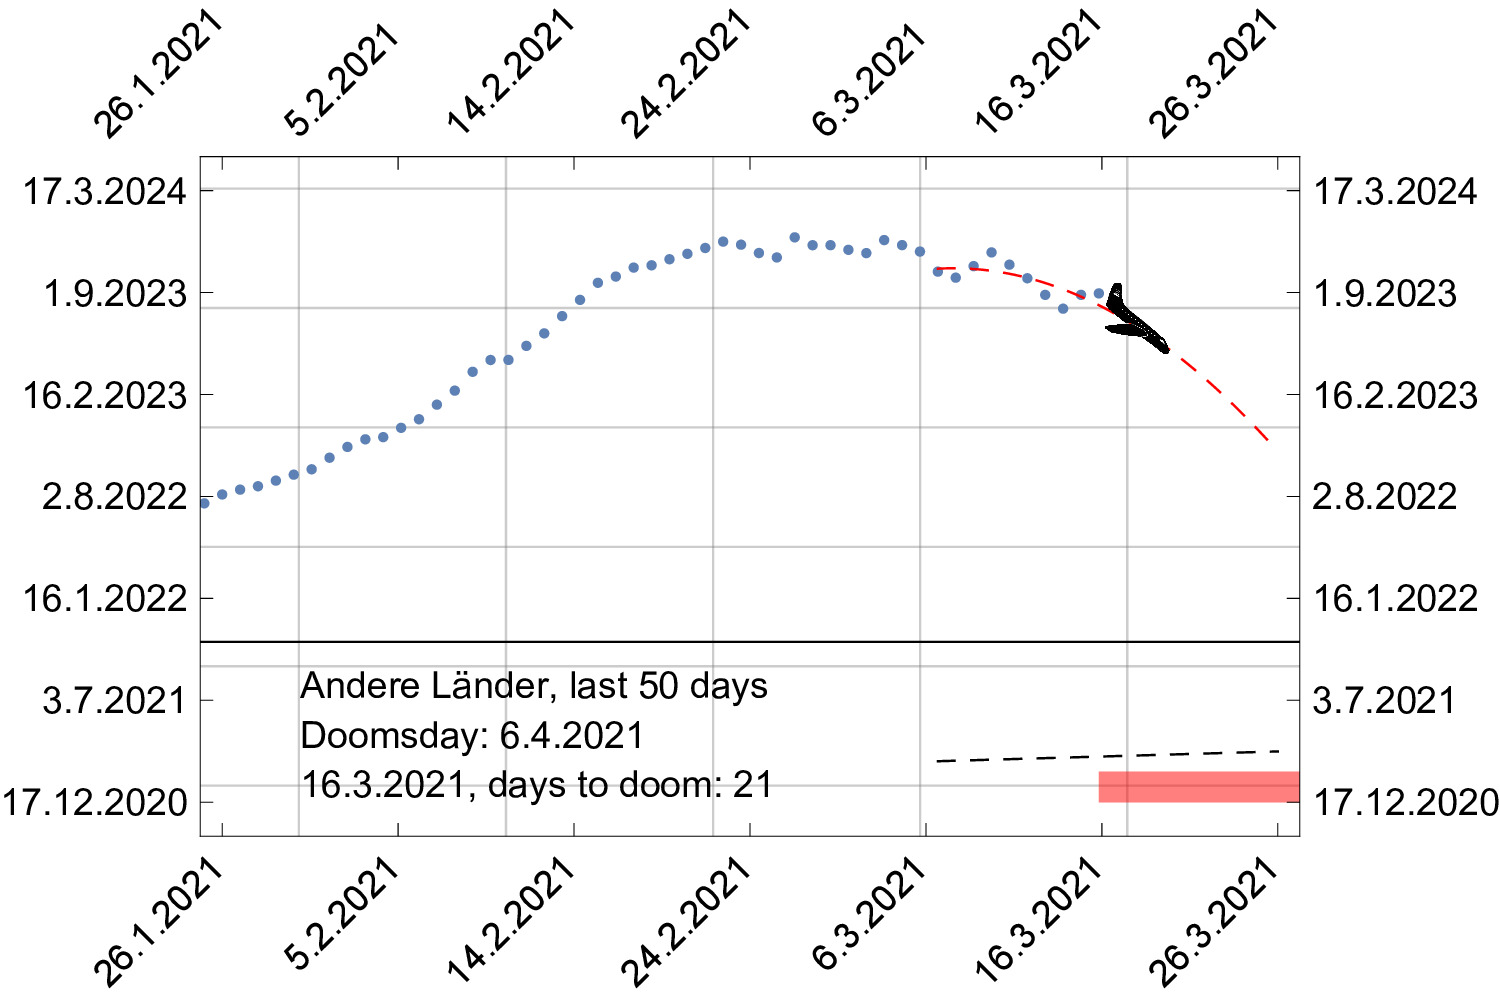 26.1.2021 5.2.2021 14.2.2021 24.2.2021 6.3.2021 16.3.2021 26.3.2021
17.3.2024 17.3.2024
1.9.2023 1.9.2023
16.2.2023 16.2.2023
2.8.2022 2.8.2022
16.1.2022 16.1.2022
Andere Länder, last 50 days
3.7.2021 3.7.2021
Doomsday: 6.4.2021
16.3.2021, days to doom: 21
17.12.2020 17.12.2020
26.1.2021 5.2.2021 14.2.2021 24.2.2021 6.3.2021 16.3.2021 26.3.2021